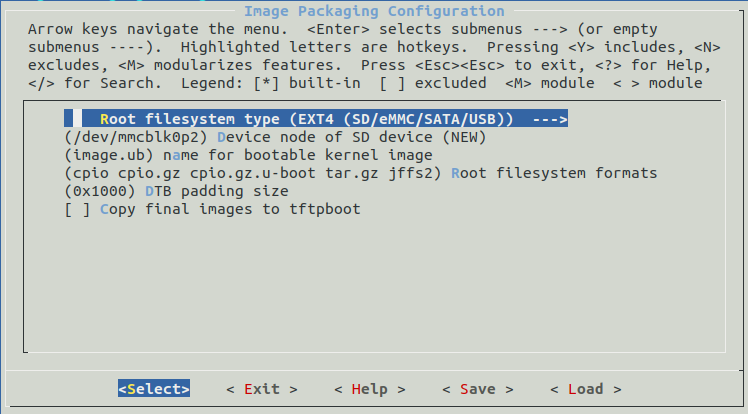 Image Packaging Configuration
Arrow keys navigate the menu.  <Enter> selects submenus ---> (or empty
submenus ----).  Highlighted letters are hotkeys.  Pressing <Y> includes, <N>
excludes, <M> modularizes features.  Press <Esc><Esc> to exit, <?> for Help,
</> for Search.  Legend: [*] built-in  [ ] excluded  <M> module  < > module
Root filesystem type (EXT4 (SD/eMMC/SATA/USB))  --->
(/dev/mmcblk0p2) Device node of SD device (NEW)
(image.ub) name for bootable kernel image
(cpio cpio.gz cpio.gz.u-boot tar.gz jffs2) Root filesystem formats
(0x1000) DTB padding size
[ ] Copy final images to tftpboot
<Select>    < Exit >    < Help >    < Save >    < Load >